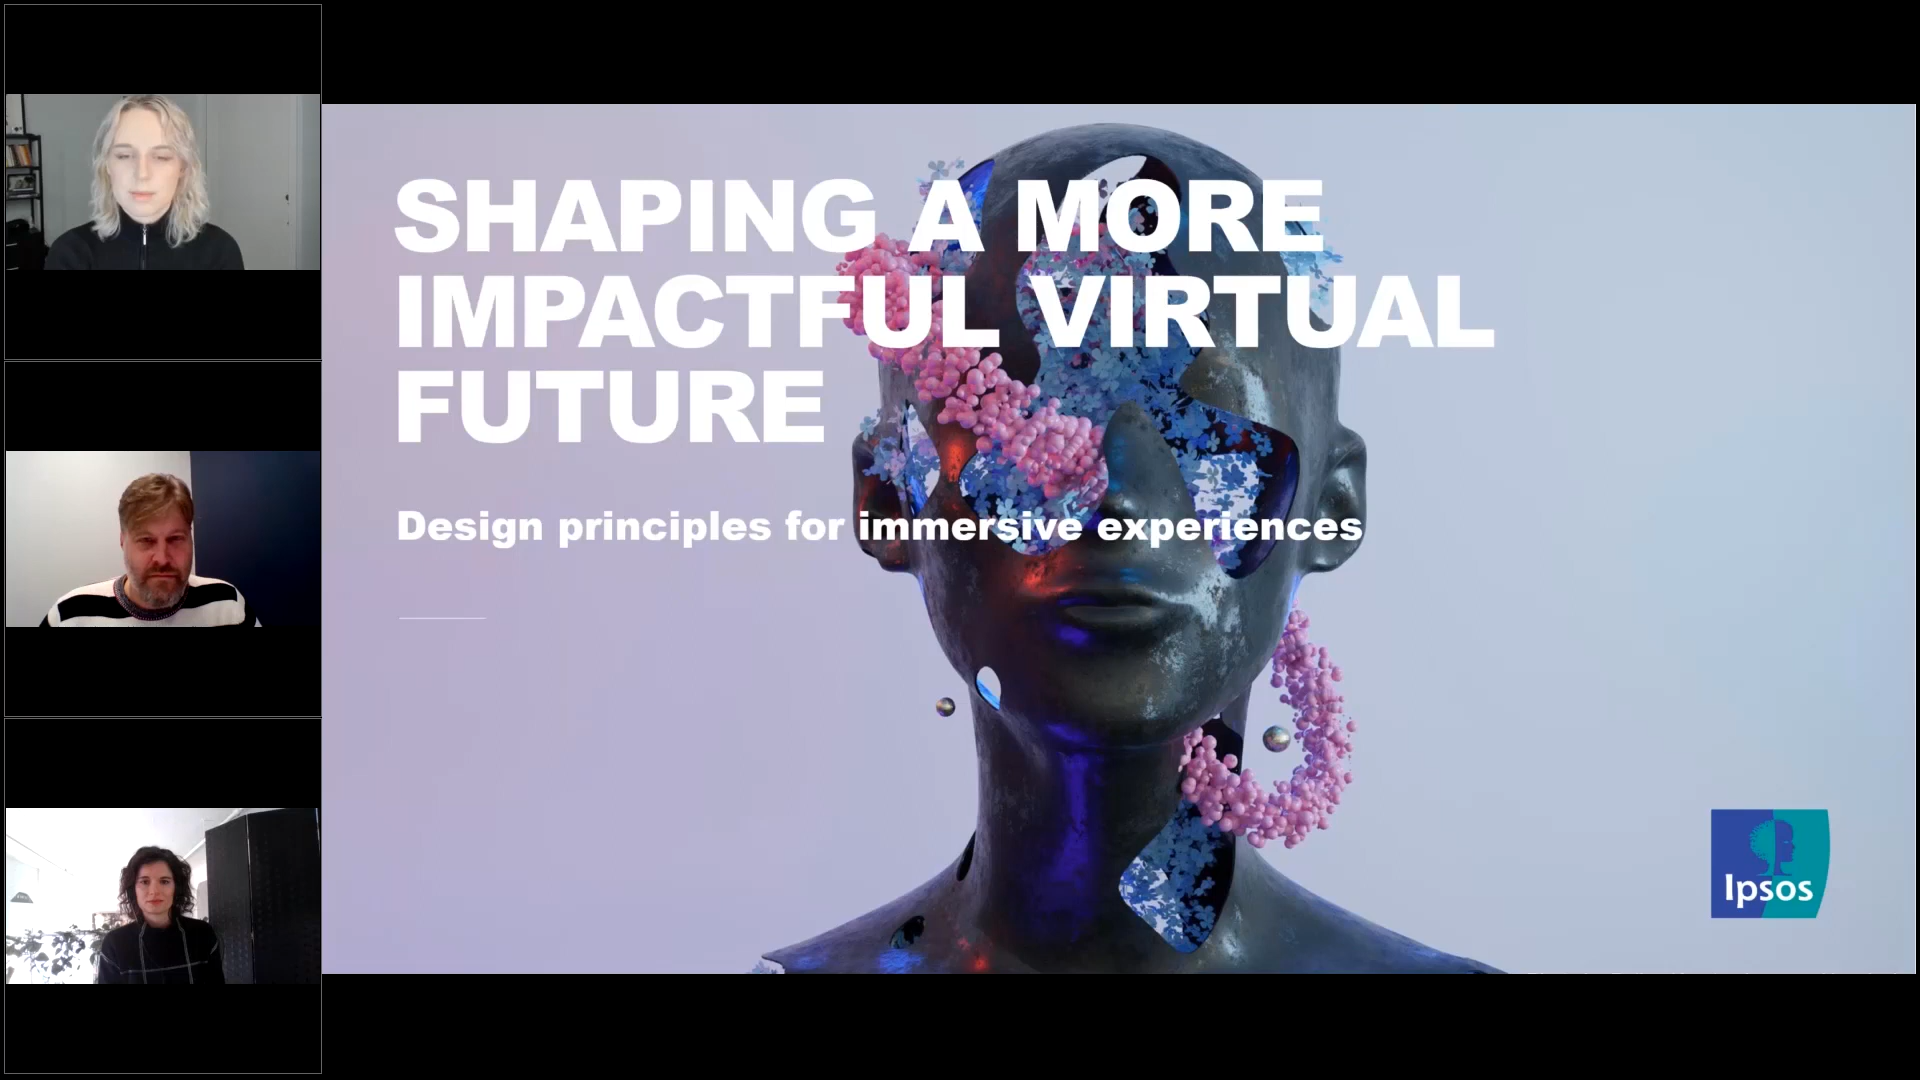 SHAPING A MORE
IMPACTFUL VIRTUAL
FUTURE
Design principles for immersive experiences
Ipsos